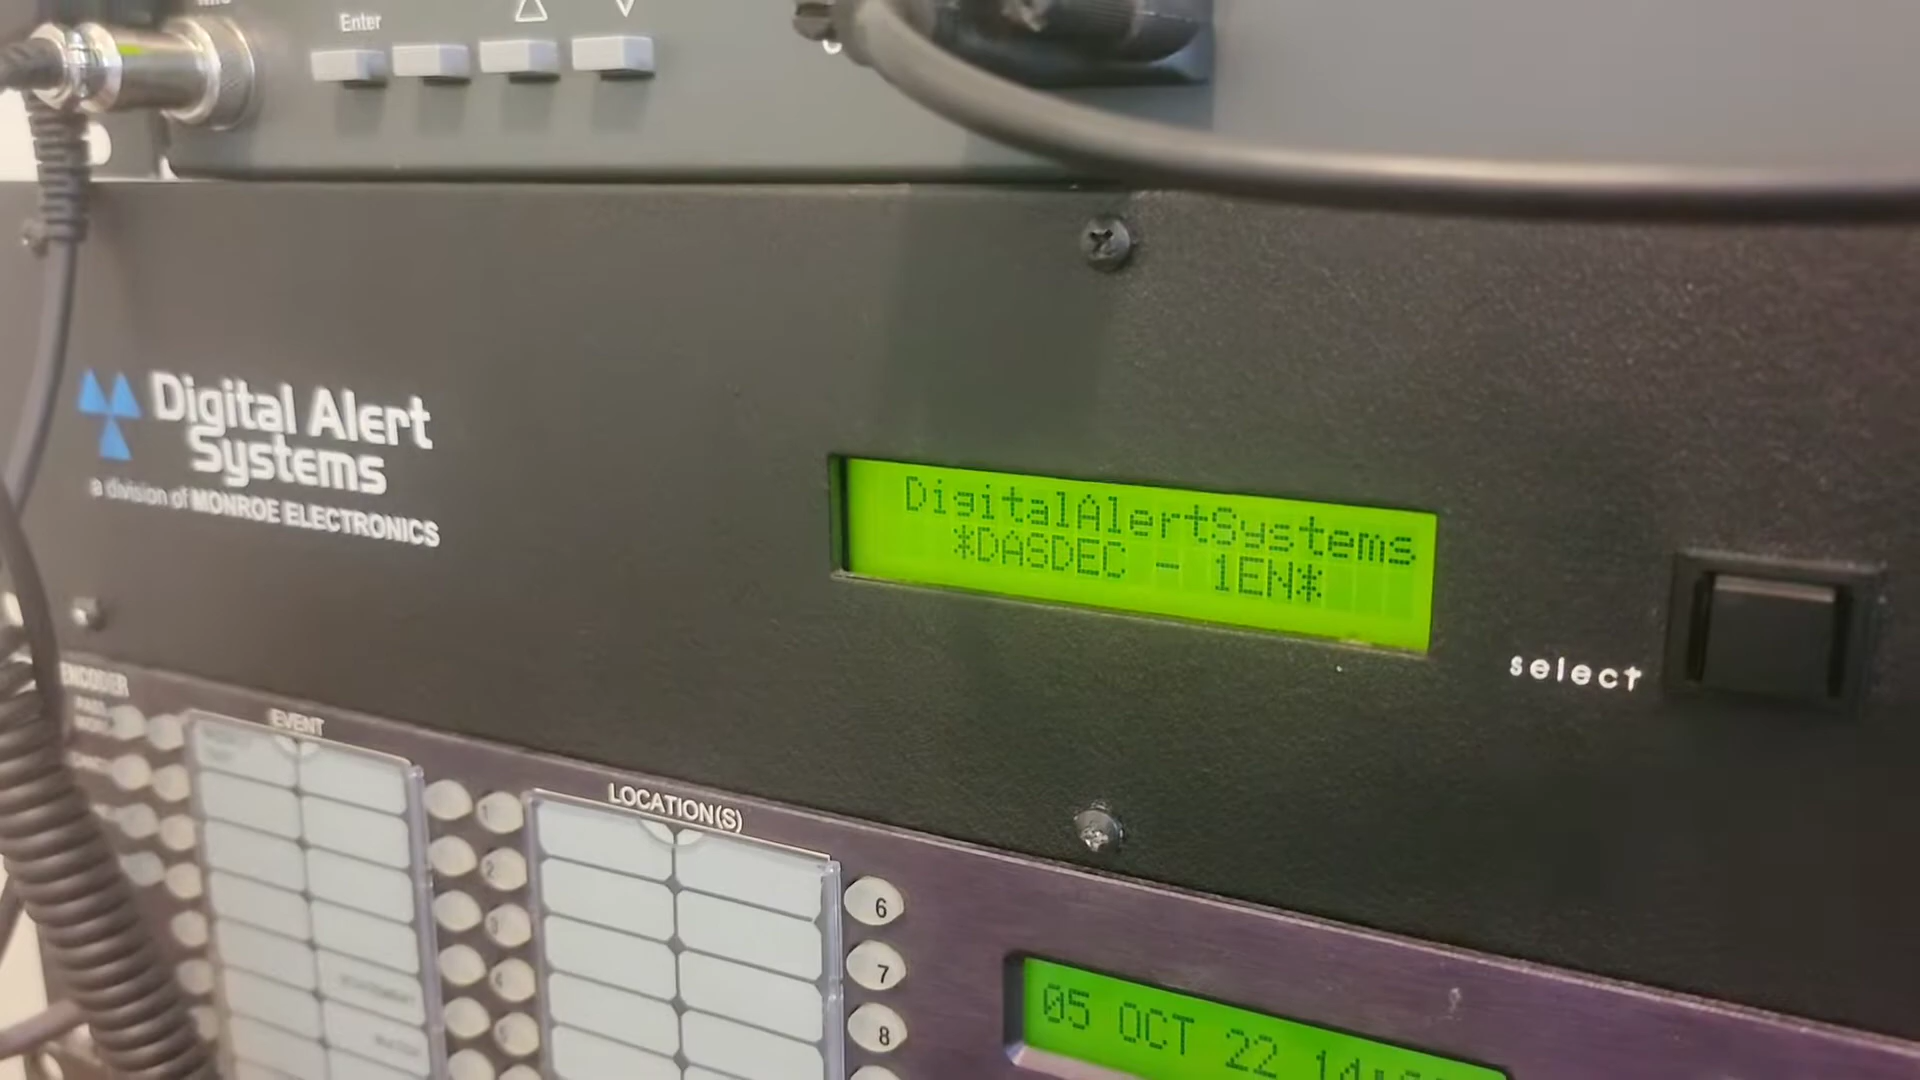 Enter
Digital Alert
Systems
a division of MONROE ELECTRONICS
DigitalAlertSystems
*DASDEC - 1EN*
select
ENCODER
EVENT
LOCATION(S)
1
2
3
4
6
7
8
05 OCT 22